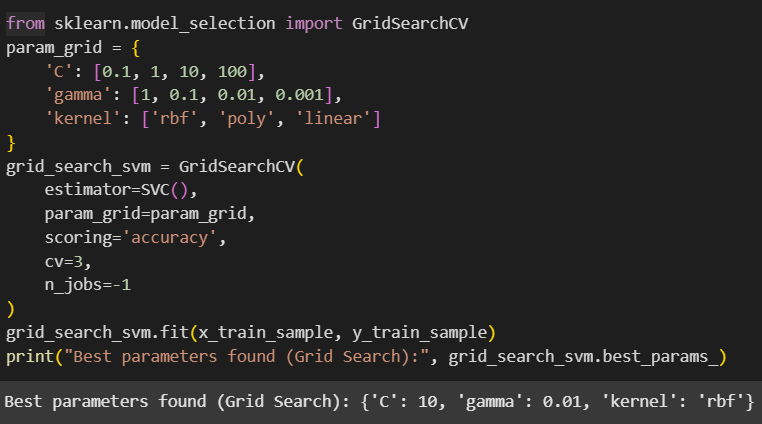 from sklearn.model_selection import GridSearchCV
param_grid = {
    'C': [0.1, 1, 10, 100],
    'gamma': [1, 0.1, 0.01, 0.001],
    'kernel': ['rbf', 'poly', 'linear']
}
grid_search_svm = GridSearchCV(
    estimator=SVC(),
    param_grid=param_grid,
    scoring='accuracy',
    cv=3,
    n_jobs=-1
)
grid_search_svm.fit(x_train_sample, y_train_sample)
print("Best parameters found (Grid Search):", grid_search_svm.best_params_)
Best parameters found (Grid Search): {'C': 10, 'gamma': 0.01, 'kernel': 'rbf'}